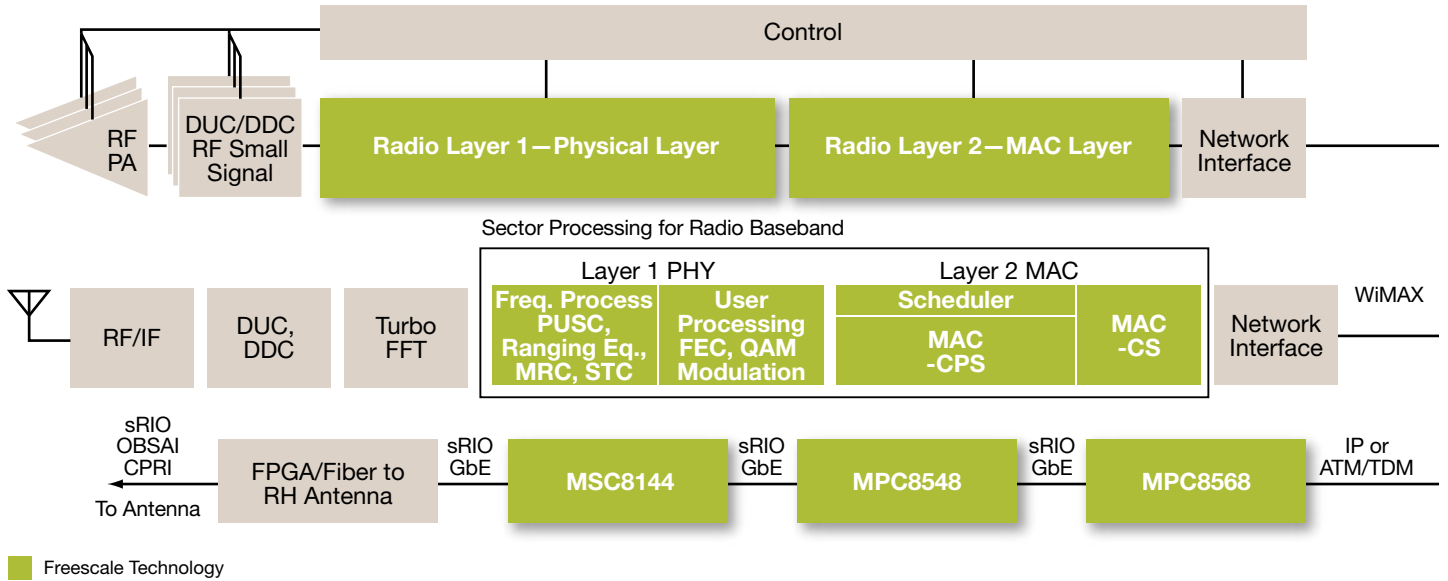 Control
RF
PA
DUC/DDC
RF Small
Signal
Radio Layer 1—Physical Layer
Radio Layer 2—MAC Layer
Network
Interface
Sector Processing for Radio Baseband
Layer 1 PHY
Layer 2 MAC
RF/IF
DUC,
DDC
Turbo
FFT
Freq. Process
PUSC,
Ranging Eq.,
MRC, STC
User
Processing
FEC, QAM
Modulation
Scheduler
MAC
-CPS
MAC
-CS
Network
Interface
WiMAX
sRIO
OBSAI
CPRI
To Antenna
FPGA/Fiber to
RH Antenna
sRIO
GbE
MSC8144
sRIO
GbE
MPC8548
sRIO
GbE
MPC8568
IP or
ATM/TDM
Freescale Technology